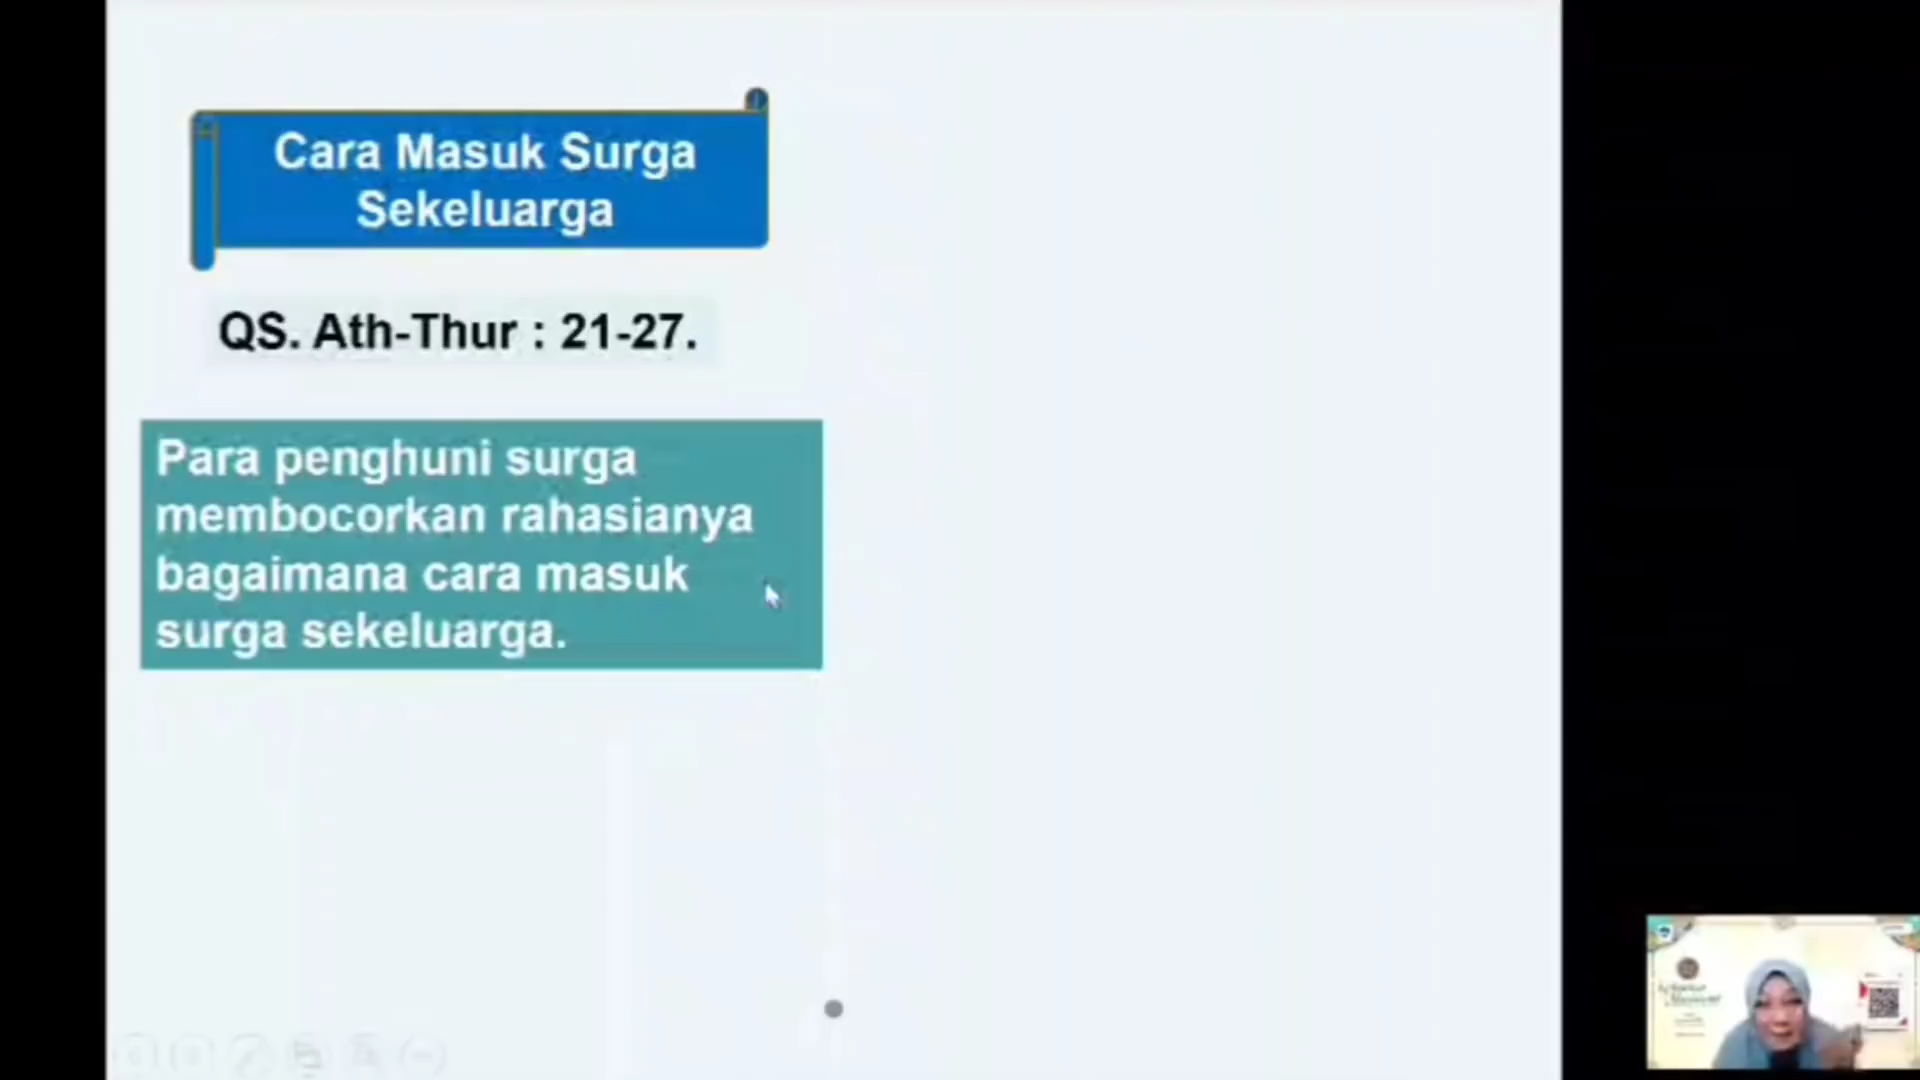 Cara Masuk Surga
Sekeluarga
QS. Ath-Thur : 21-27.
Para penghuni surga
membocorkan rahasianya
bagaimana cara masuk
surga sekeluarga.